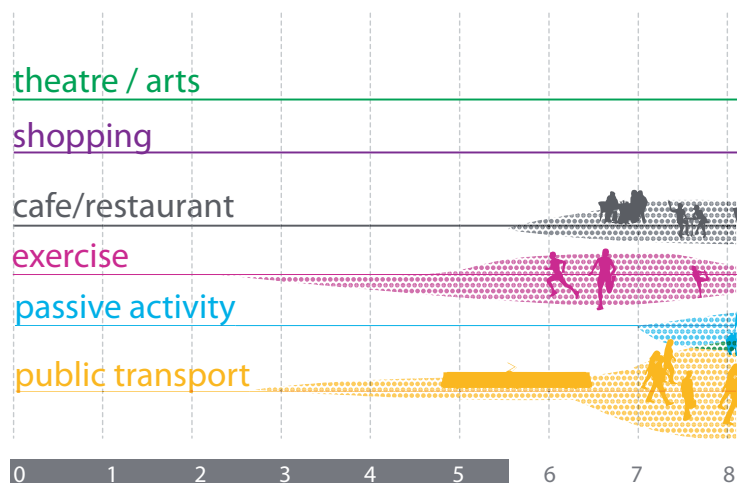 theatre / arts
shopping
cafe/restaurant
exercise
passive activity
public transport
0 1 2 3 4 5 6 7 8